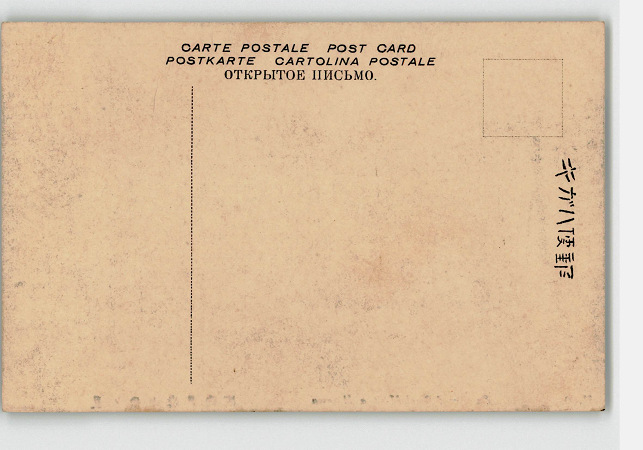 CARTE POSTALE POST CARD
POSTKARTE CARTOLINA POSTALE
ОТКРЫТОЕ ПИСЬМО.
郵便ハガキ